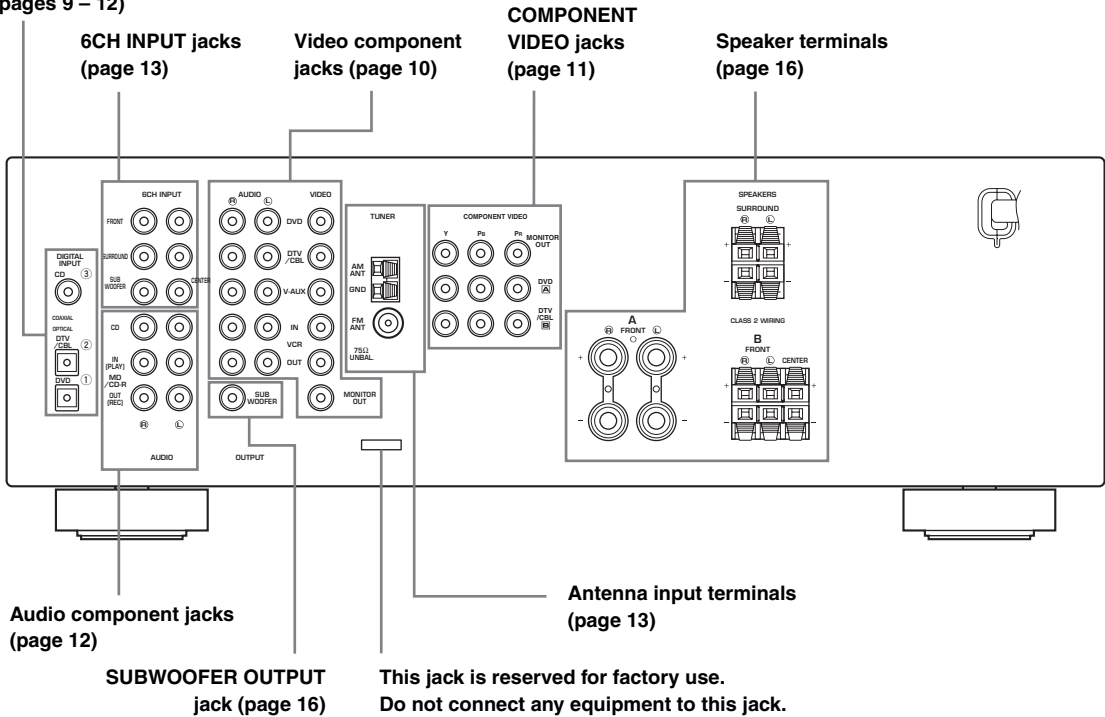 pages 9 – 12)
6CH INPUT jacks
(page 13)
Video component
jacks (page 10)
COMPONENT
VIDEO jacks
(page 11)
Speaker terminals
(page 16)
6CH INPUT
FRONT
SURROUND
SUB
WOOFER
CENTER
DIGITAL
INPUT
CD ③
COAXIAL
OPTICAL
DTV
/CBL ②
DVD ①
CD
IN
(PLAY)
MD
/CD-R
OUT
(REC)
R L
AUDIO
AUDIO VIDEO
R L
DVD
DTV
/CBL
V-AUX
IN
VCR
OUT
SUB
WOOFER
MONITOR
OUT
OUTPUT
TUNER
AM
ANT
GND
FM
ANT
75Ω
UNBAL.
COMPONENT VIDEO
Y PB PR
MONITOR
OUT
DVD
A
DTV
/CBL
B
SPEAKERS
SURROUND
R L
+ +
– –
CLASS 2 WIRING
A
R FRONT L
+ +
– –
B
FRONT
R L CENTER
+ +
– –
Audio component jacks
(page 12)
SUBWOOFER OUTPUT
jack (page 16)
This jack is reserved for factory use.
Do not connect any equipment to this jack.
Antenna input terminals
(page 13)